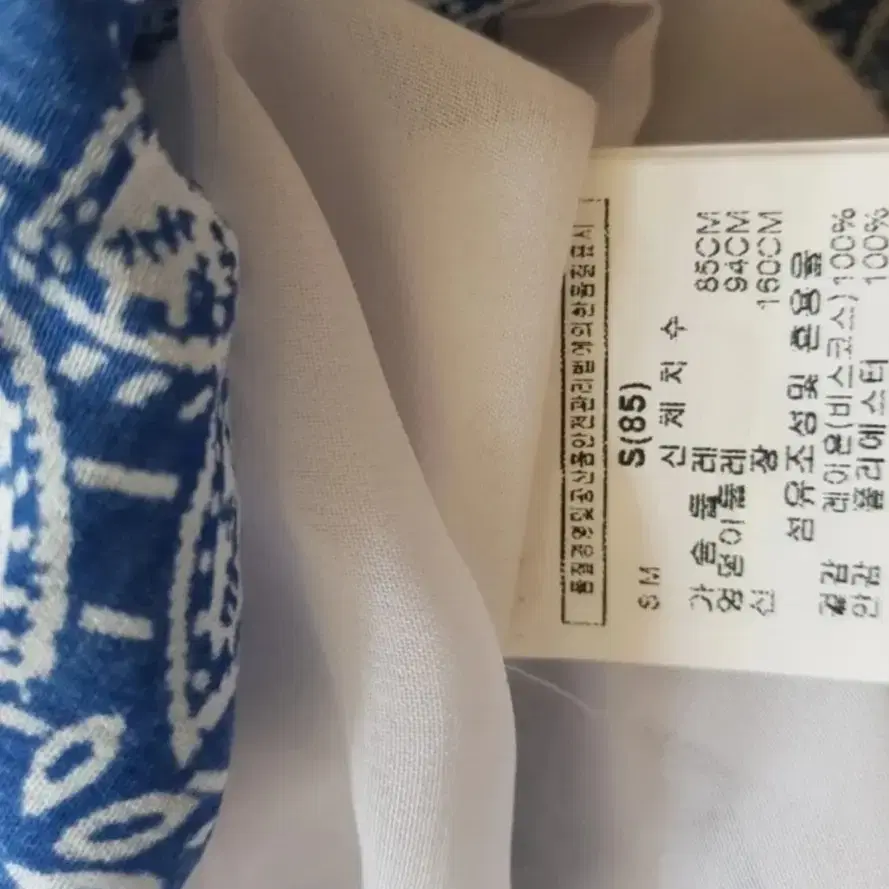 품질경영및공산품안전관리법에의한품질표시
SM S(85)
신체치수
가슴둘레 85CM
엉덩이둘레 94CM
신장 160CM
섬유조성및 혼용율
겉감 레이온(비스코스)100%
안감 폴리에스터 100%